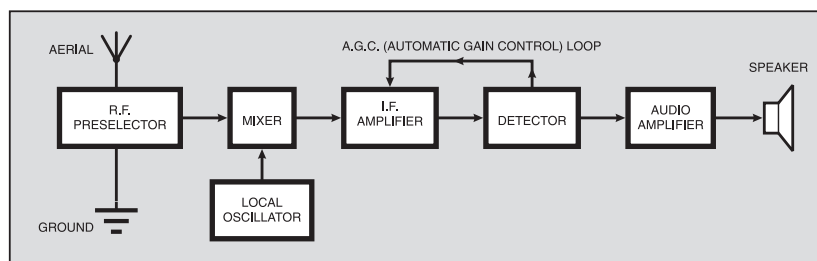 A.G.C. (AUTOMATIC GAIN CONTROL) LOOP
AERIAL
SPEAKER
R.F.
PRESELECTOR
MIXER
I.F.
AMPLIFIER
DETECTOR
AUDIO
AMPLIFIER
LOCAL
OSCILLATOR
GROUND